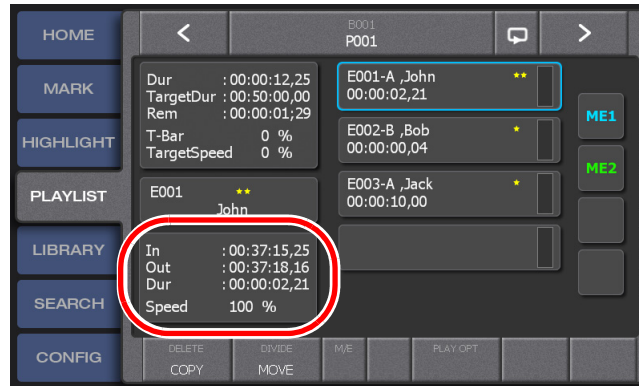 HOME
MARK
HIGHLIGHT
PLAYLIST
LIBRARY
SEARCH
CONFIG
<
B001
P001
>
Dur :00:00:12,25
TargetDur :00:50:00,00
Rem :00:00:01;29
T-Bar 0 %
TargetSpeed 0 %
E001 **
John
In :00:37:15,25
Out :00:37:18,16
Dur :00:00:02,21
Speed 100 %
E001-A ,John **
00:00:02,21
E002-B ,Bob *
00:00:00,04
E003-A ,Jack *
00:00:10,00
ME1
ME2
DELETE
COPY
DIVIDE
MOVE
M/E
PLAY OPT